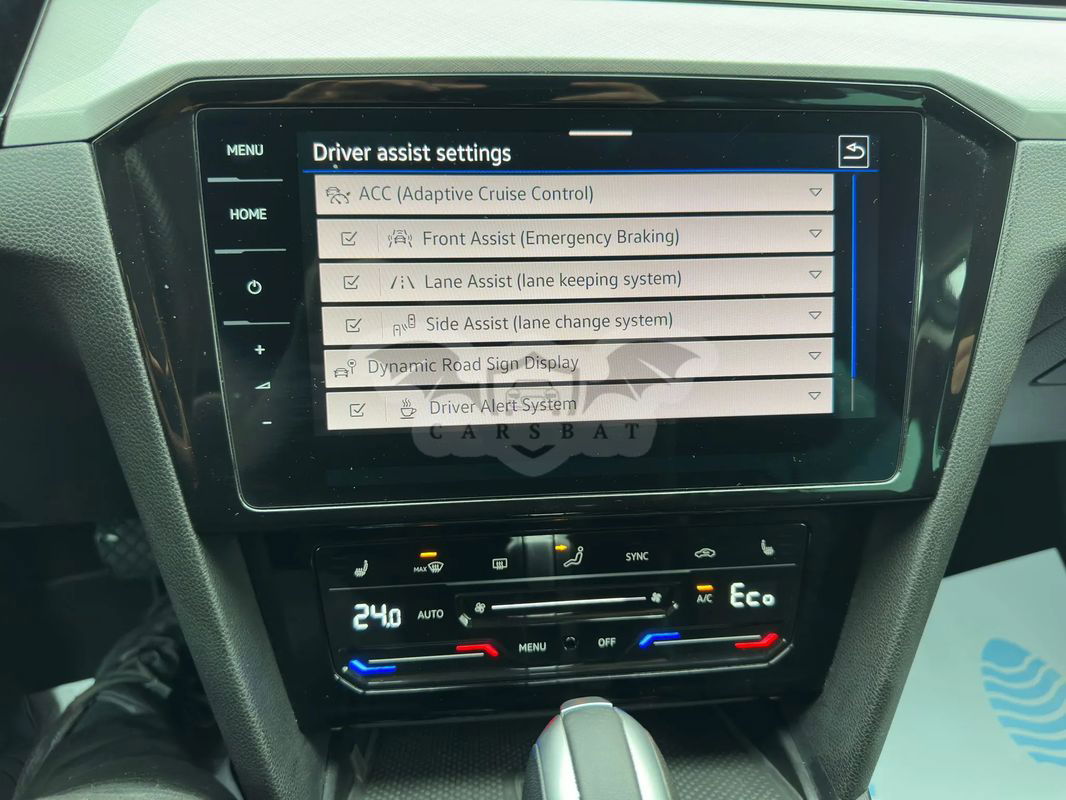 MENU
Driver assist settings
ACC (Adaptive Cruise Control)
HOME
Front Assist (Emergency Braking)
Lane Assist (lane keeping system)
Side Assist (lane change system)
+
Dynamic Road Sign Display
-
Driver Alert System
CARSBAT
MAX
SYNC
24.0
AUTO
A/C
Eco
MENU
OFF